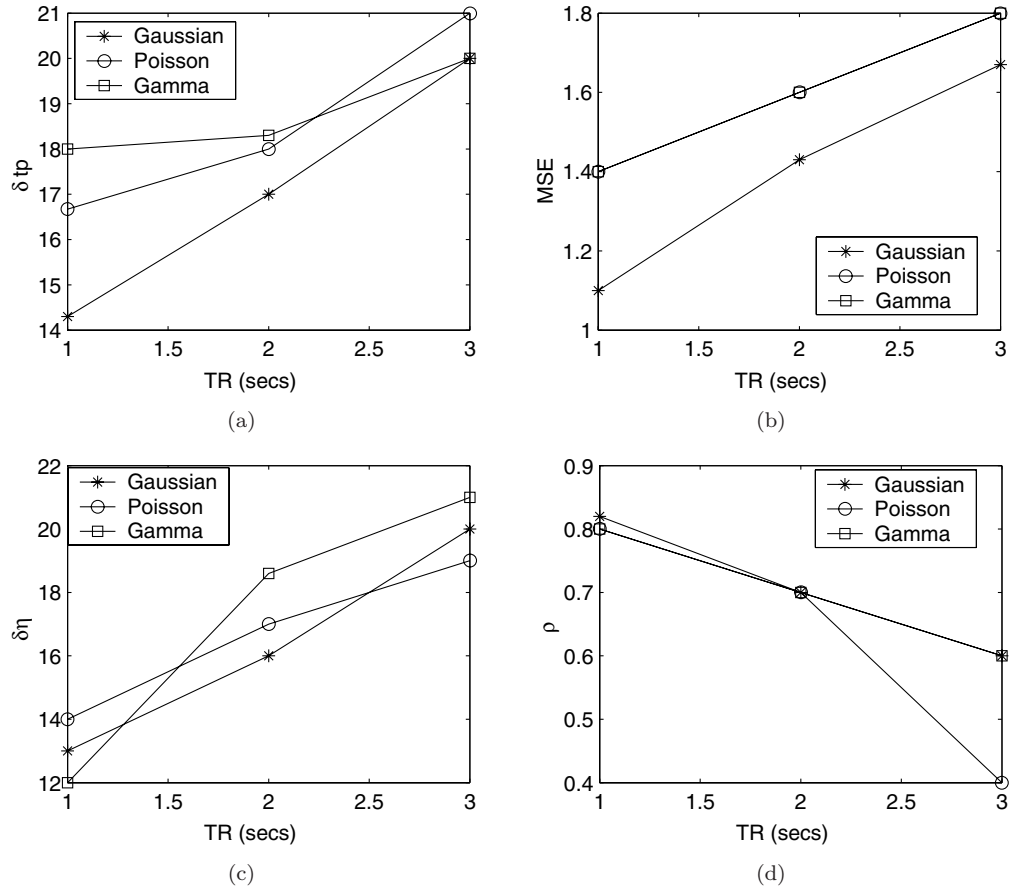 21
20
19
18
17
16
15
14
δ tp
Gaussian
Poisson
Gamma
1 1.5 2 2.5 3
TR (secs)
(a)
1.8
1.6
1.4
1.2
1
MSE
Gaussian
Poisson
Gamma
1 1.5 2 2.5 3
TR (secs)
(b)
22
20
18
16
14
12
δη
Gaussian
Poisson
Gamma
1 1.5 2 2.5 3
TR (secs)
(c)
0.9
0.8
0.7
0.6
0.5
0.4
ρ
Gaussian
Poisson
Gamma
1 1.5 2 2.5 3
TR (secs)
(d)